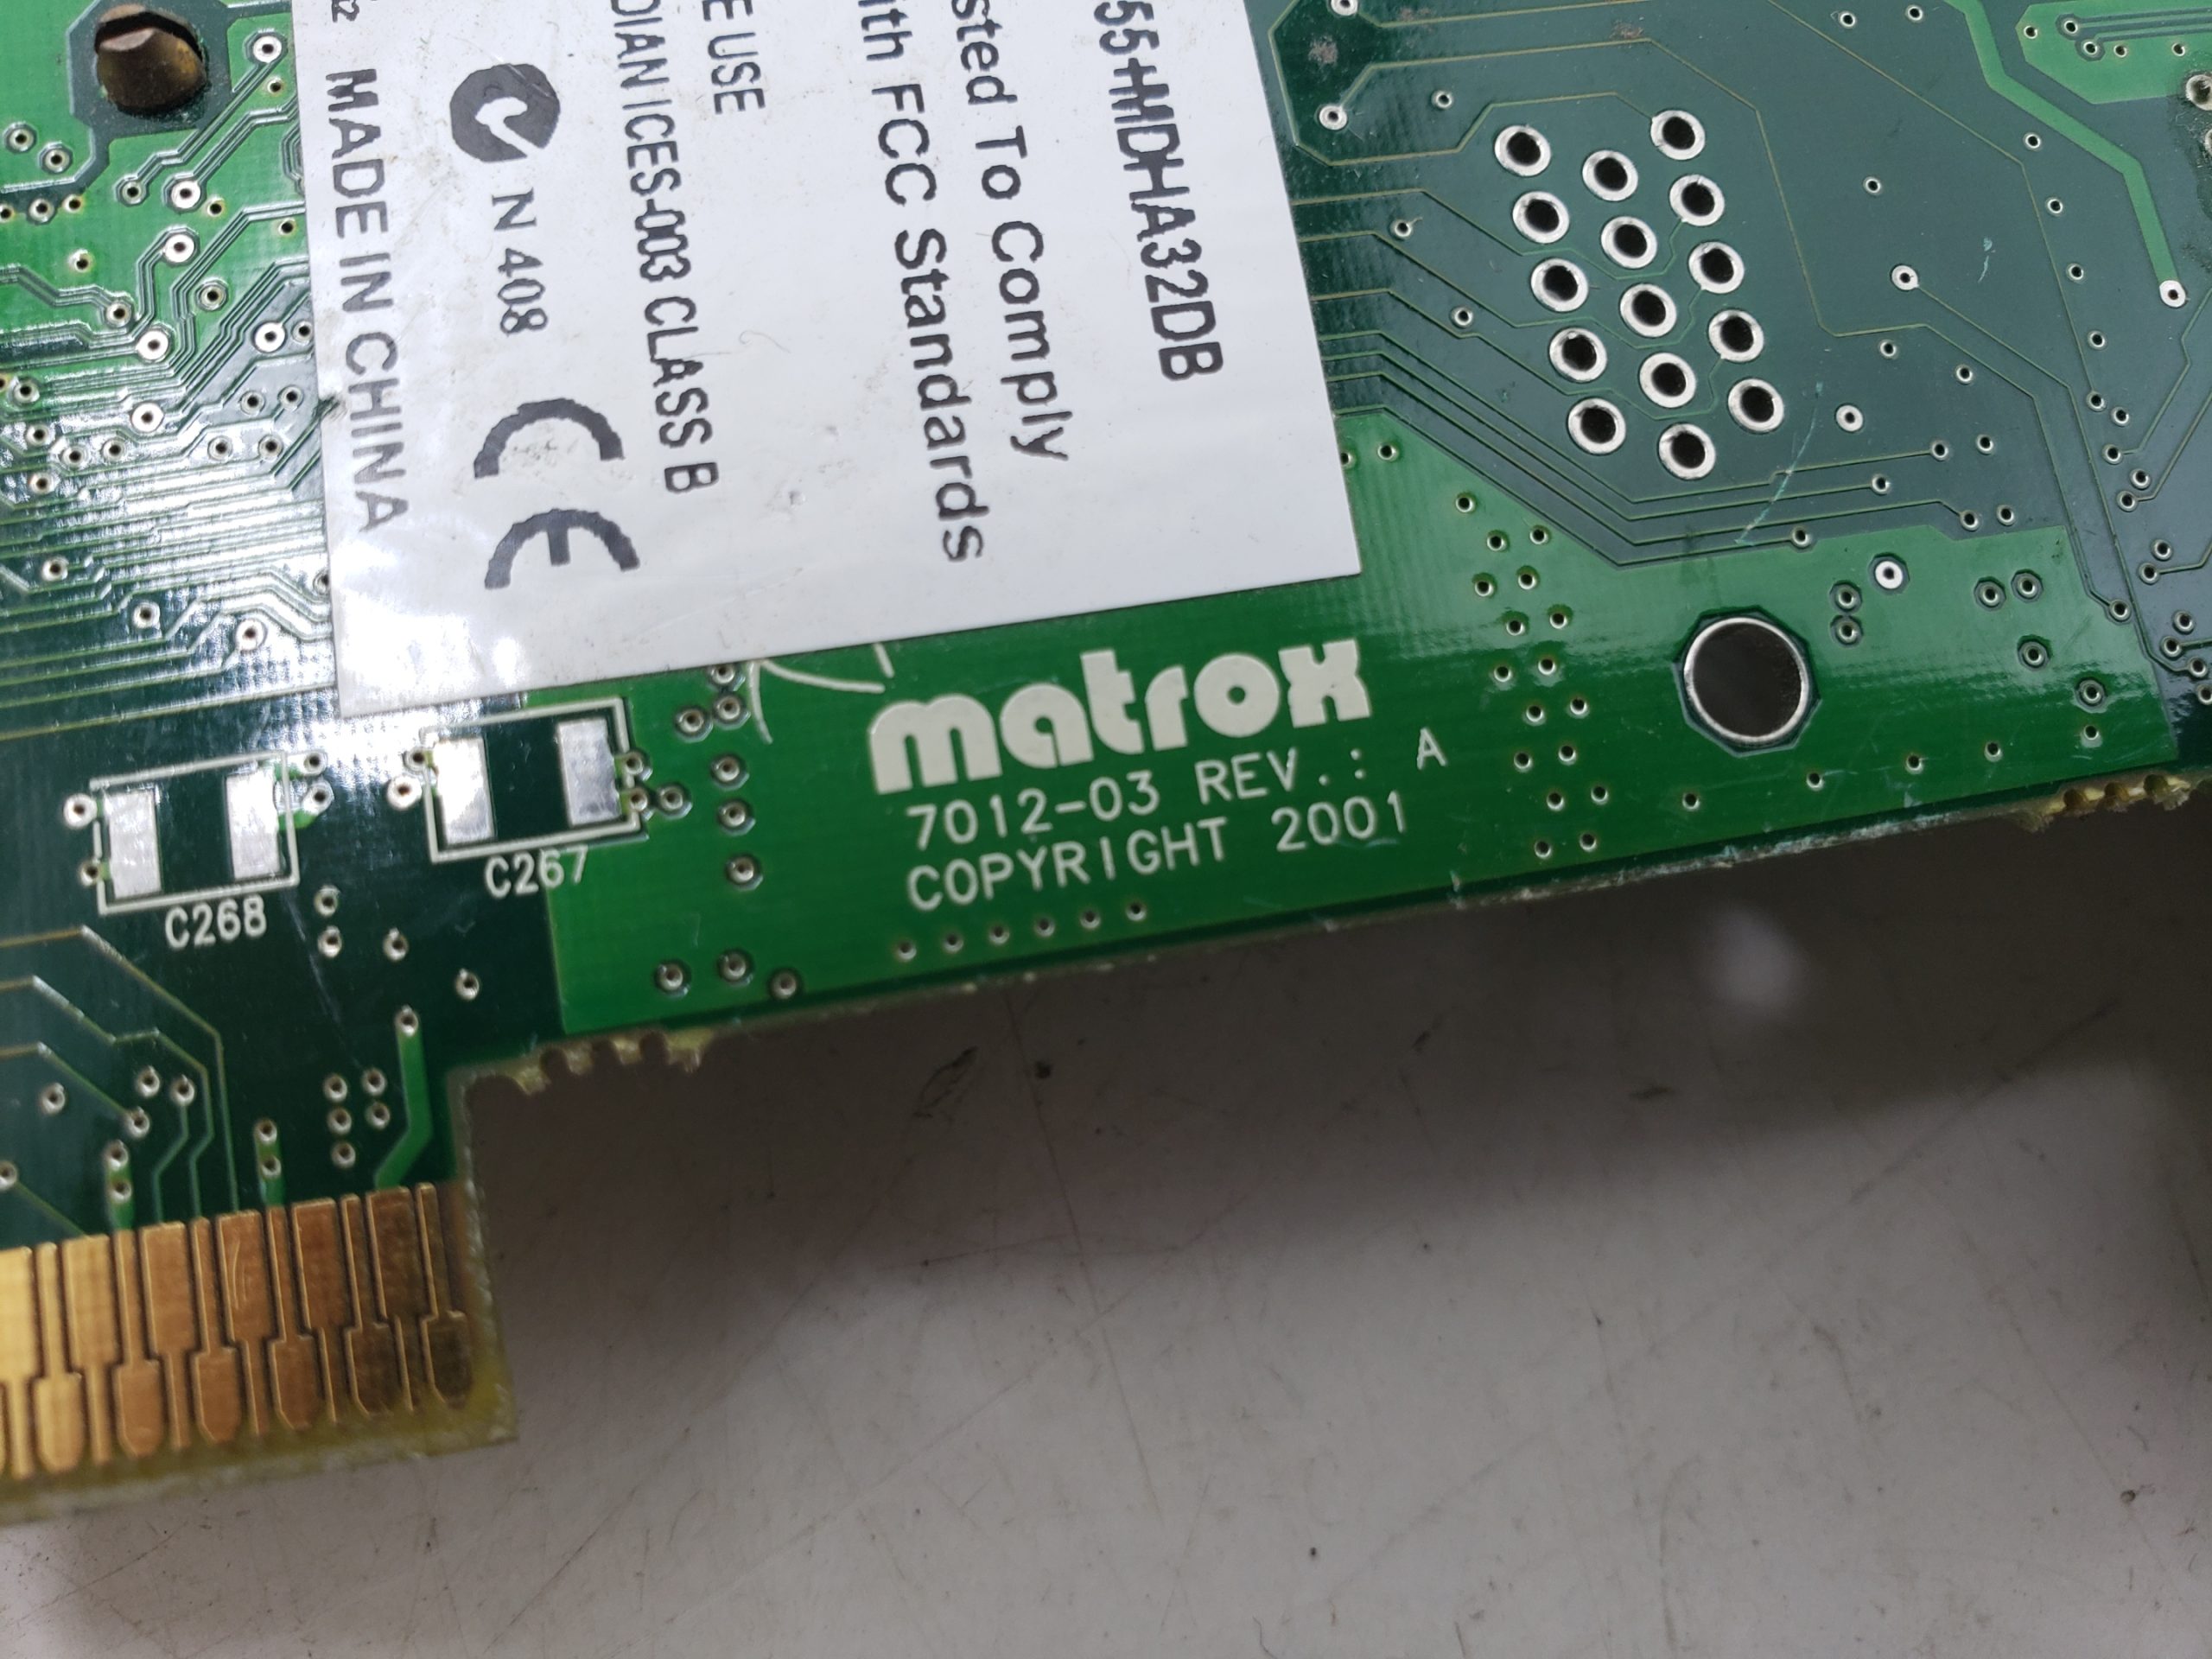 55+MDHA32DB
sted To Comply
ith FCC Standards
E USE
DIAN ICES-003 CLASS B
N 408
CE
MADE IN CHINA
matrox
7012-03 REV.: A
COPYRIGHT 2001
C267
C268